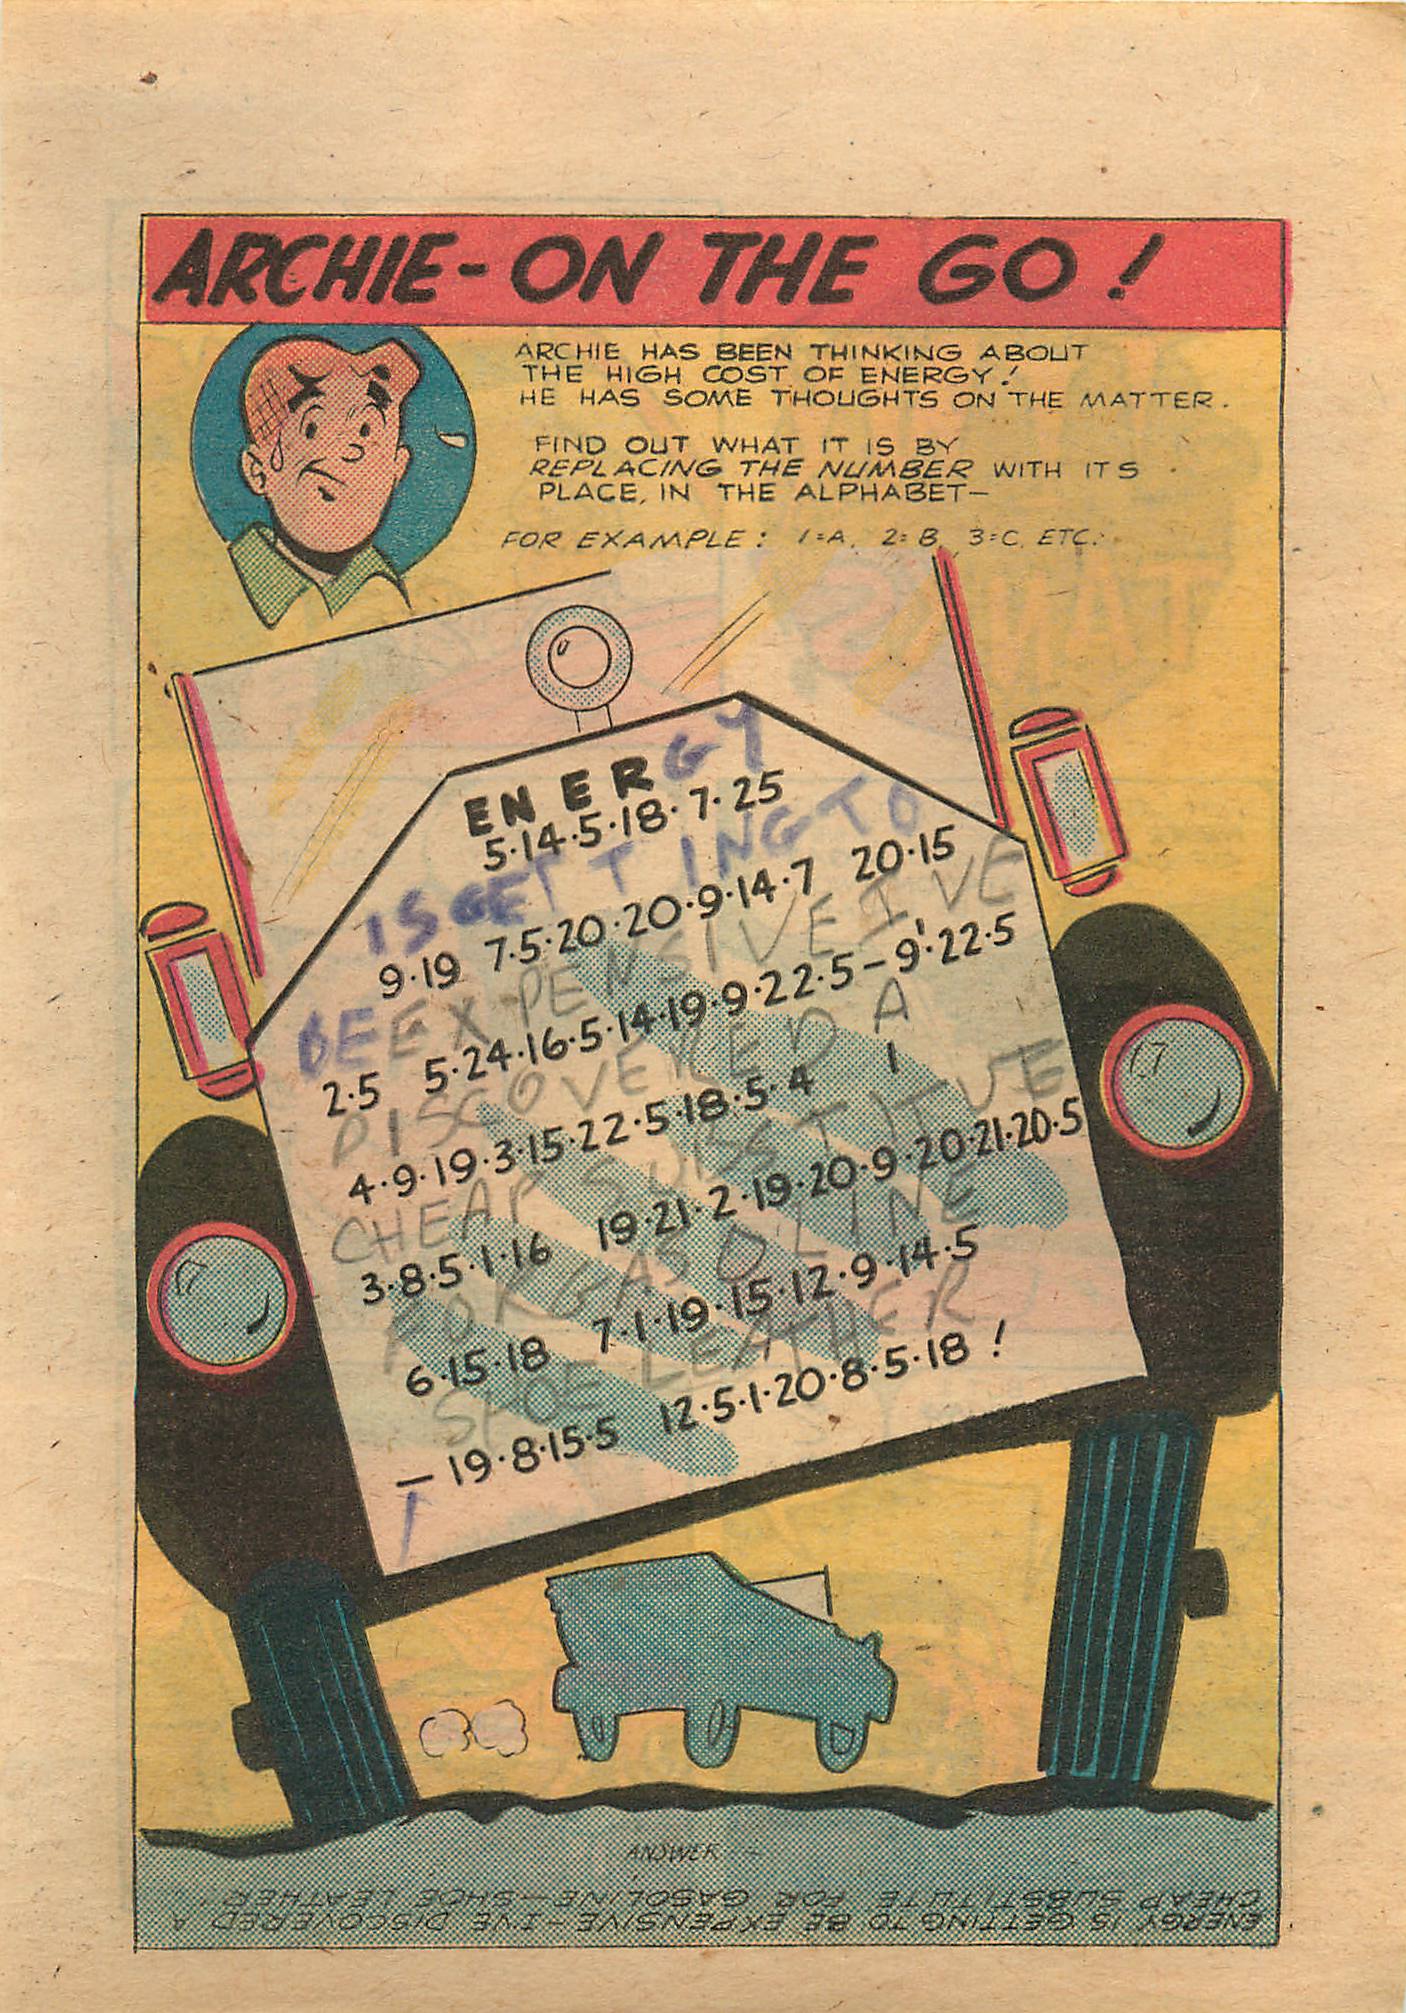 ARCHIE-ON THE GO!
ARCHIE HAS BEEN THINKING ABOUT
THE HIGH COST OF ENERGY!
HE HAS SOME THOUGHTS ON THE MATTER.
FIND OUT WHAT IT IS BY
REPLACING THE NUMBER WITH ITS
PLACE, IN THE ALPHABET-
FOR EXAMPLE: 1=A, 2=B, 3=C, ETC.
ENERGY
5·14·5·18·7·25
IS GETTING TO
9·19 7·5·20·20·9·14·7 20·15
BE EXPENSIVE I VE
2·5 5·24·16·5·14·19·9·22·5-9'·22·5
DISCOVERED A
4·9·19·3·15·22·5·18·5·4 1
CHEAP SUBSTITUTE
3·8·5·1·16 19·21·2·19·20·9·20·21·20·5
FOR GASOLINE
6·15·18 7·1·19·15·12·9·14·5
SHOE LEATHER
-19·8·15·5 12·5·1·20·8·5·18!
ANSWER-
ENERGY IS GETTING TO BE EXPENSIVE-I'VE DISCOVERED A
CHEAP SUBSTITUTE FOR GASOLINE-SHOE LEATHER.